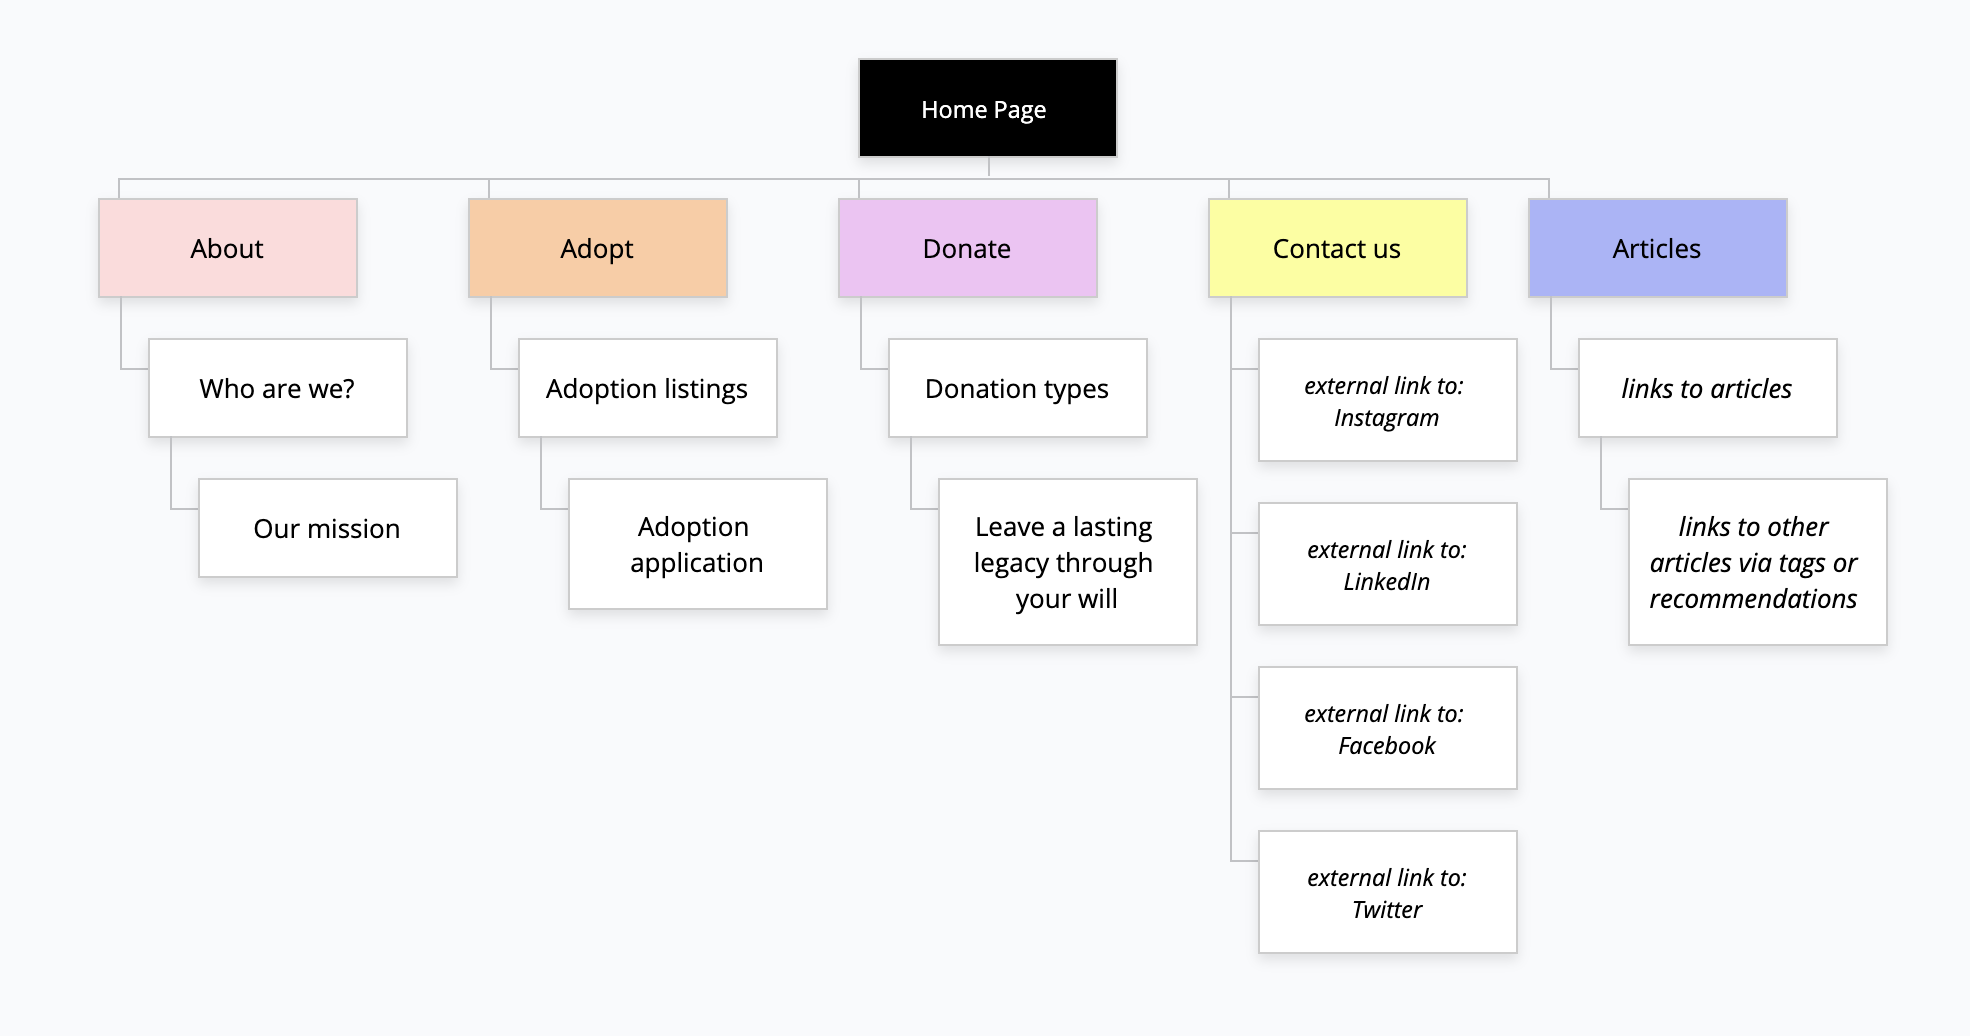 Home Page
About
Adopt
Donate
Contact us
Articles
Who are we?
Adoption listings
Donation types
external link to:
Instagram
links to articles
Our mission
Adoption
application
Leave a lasting
legacy through
your will
external link to:
LinkedIn
links to other
articles via tags or
recommendations
external link to:
Facebook
external link to:
Twitter